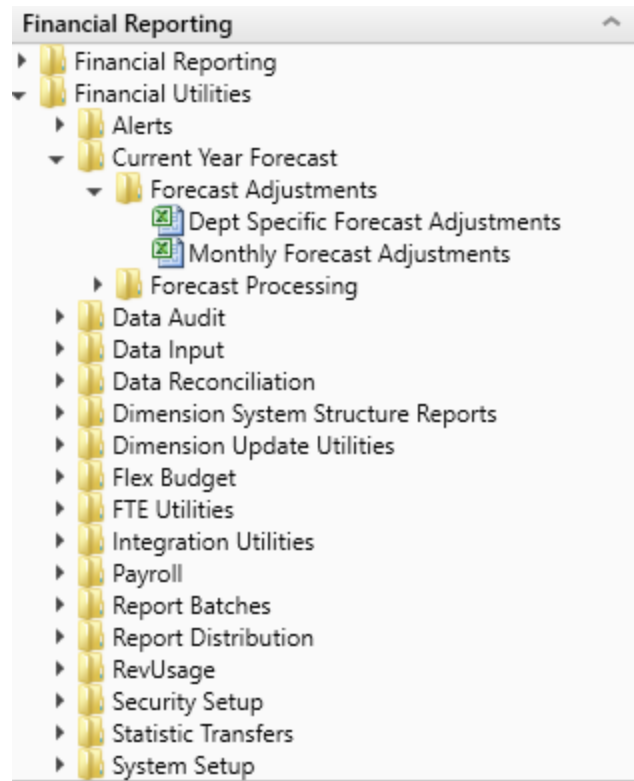 Financial Reporting
Financial Reporting
Financial Utilities
Alerts
Current Year Forecast
Forecast Adjustments
Dept Specific Forecast Adjustments
Monthly Forecast Adjustments
Forecast Processing
Data Audit
Data Input
Data Reconciliation
Dimension System Structure Reports
Dimension Update Utilities
Flex Budget
FTE Utilities
Integration Utilities
Payroll
Report Batches
Report Distribution
RevUsage
Security Setup
Statistic Transfers
System Setup